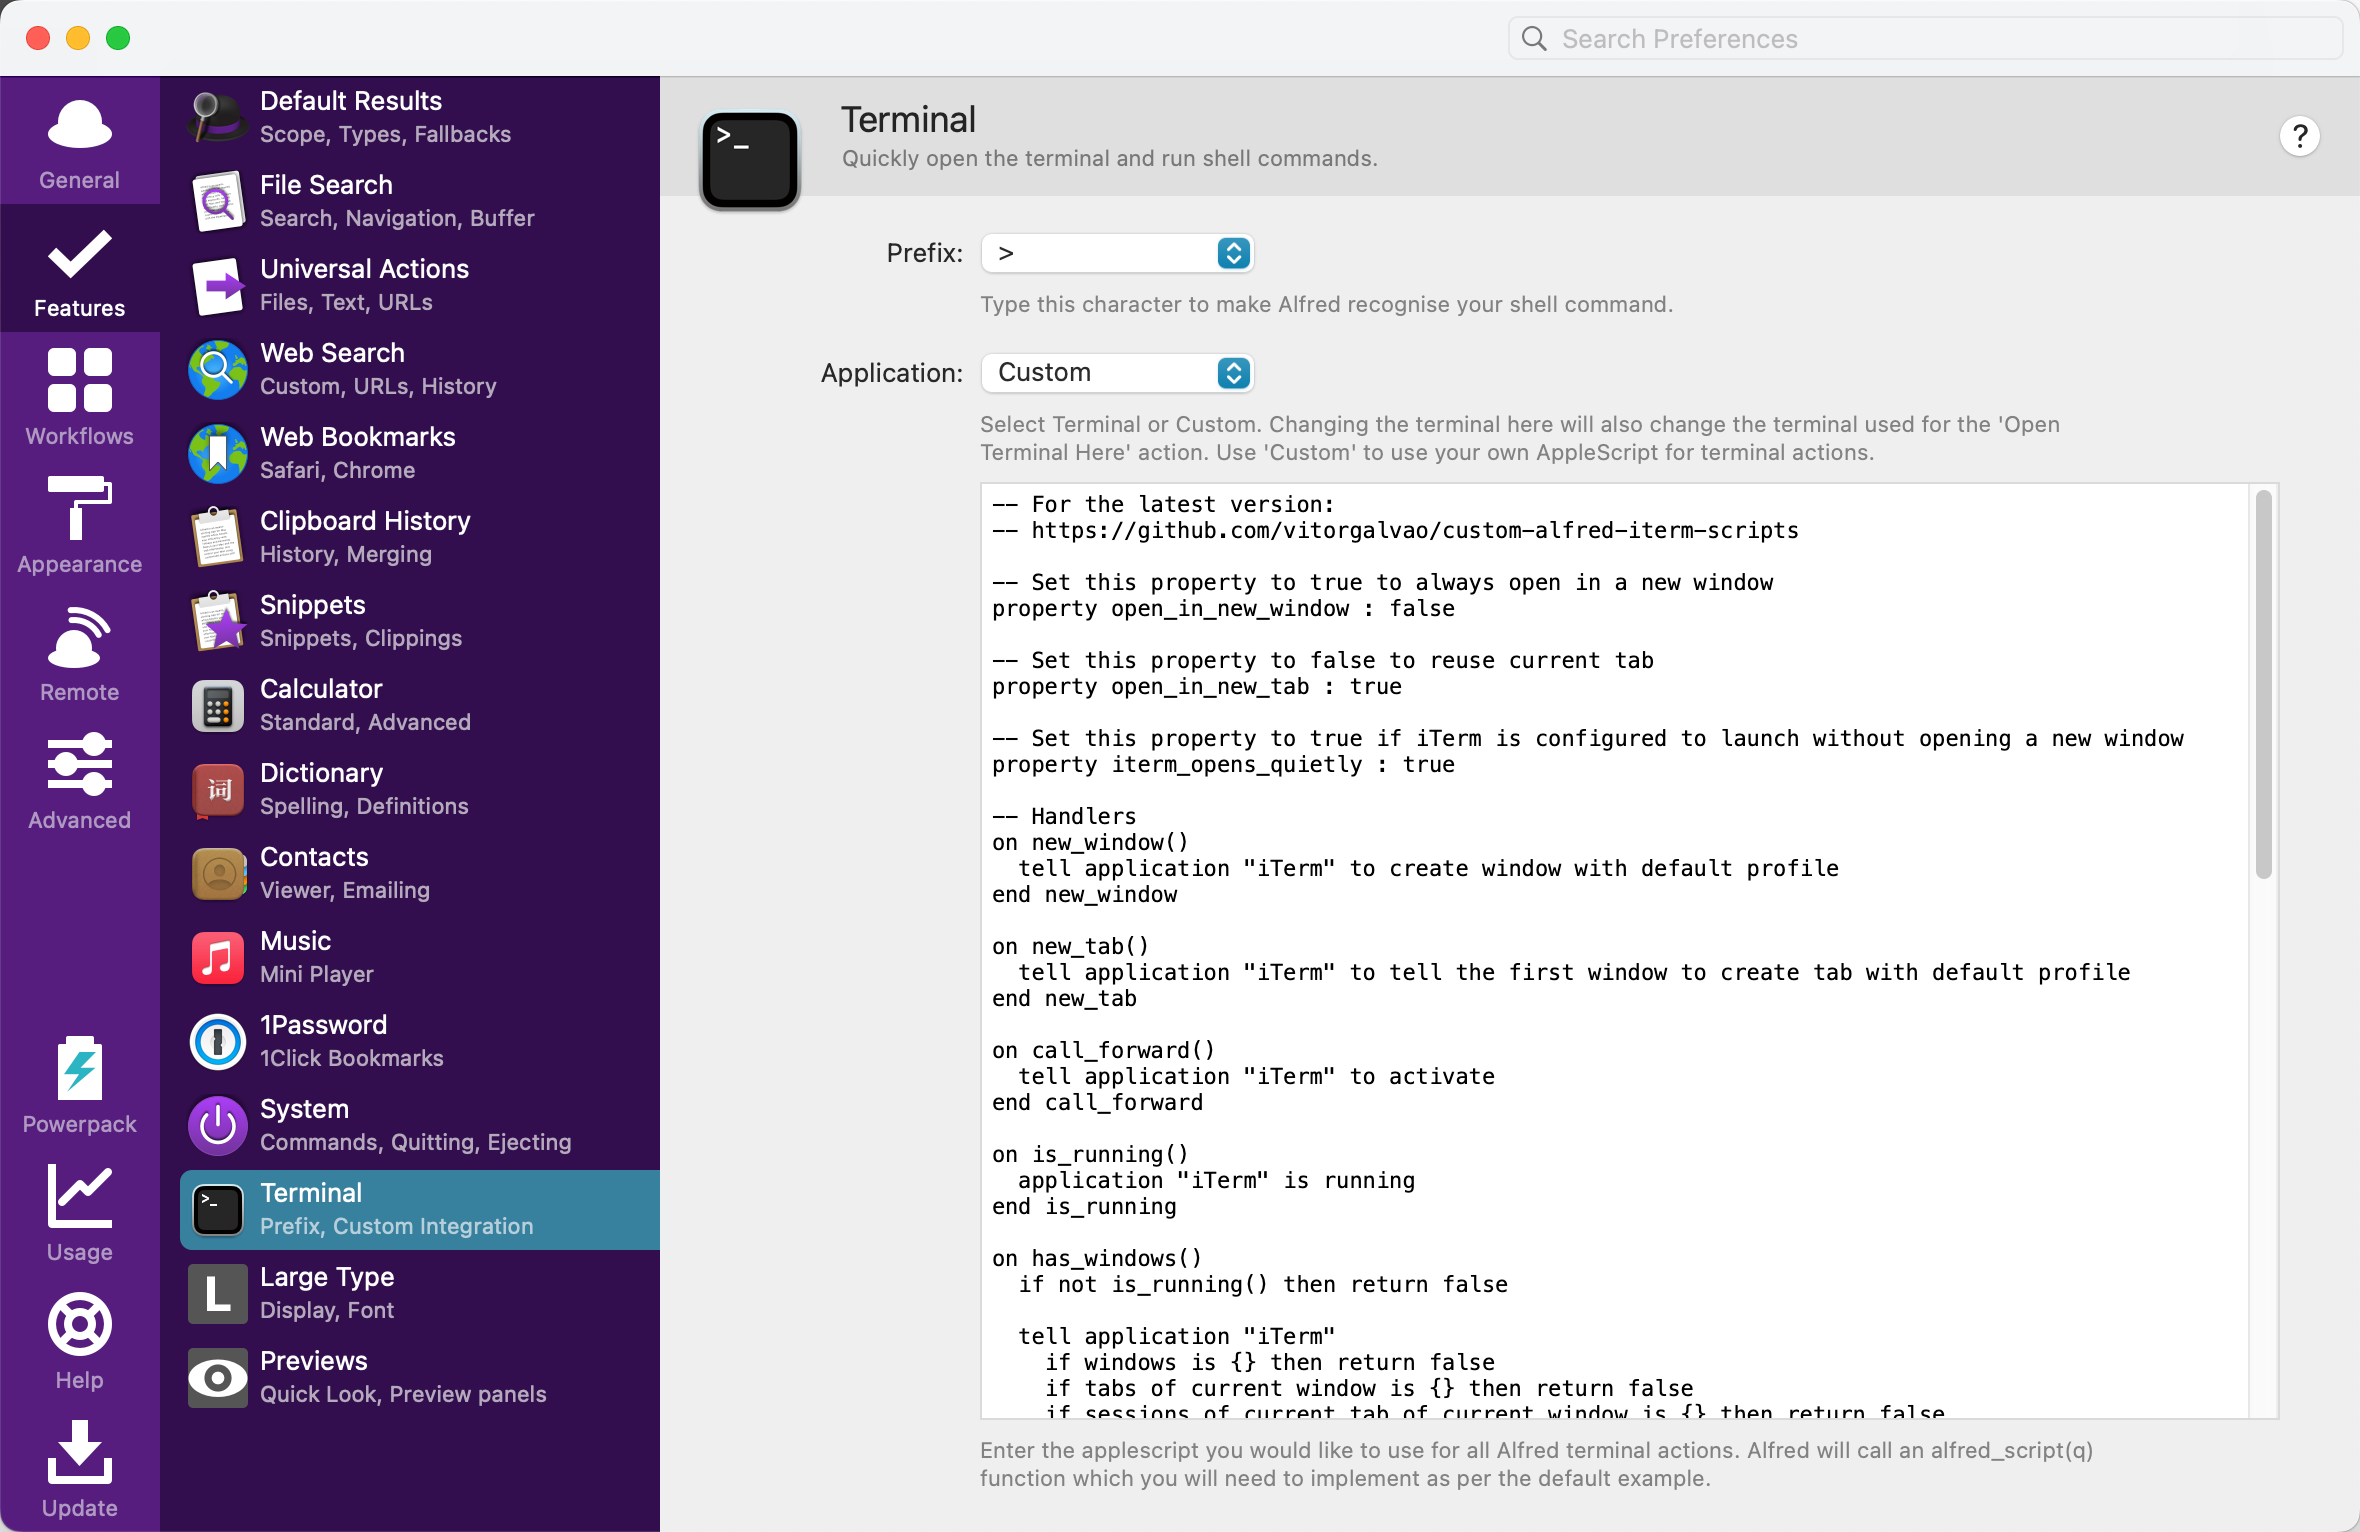 Search Preferences
General
Features
Workflows
Appearance
Remote
Advanced
Powerpack
Usage
Help
Update
Default Results
Scope, Types, Fallbacks
File Search
Search, Navigation, Buffer
Universal Actions
Files, Text, URLs
Web Search
Custom, URLs, History
Web Bookmarks
Safari, Chrome
Clipboard History
History, Merging
Snippets
Snippets, Clippings
Calculator
Standard, Advanced
词
Dictionary
Spelling, Definitions
Contacts
Viewer, Emailing
Music
Mini Player
1Password
1Click Bookmarks
System
Commands, Quitting, Ejecting
>_
Terminal
Prefix, Custom Integration
L
Large Type
Display, Font
Previews
Quick Look, Preview panels
>_
Terminal
Quickly open the terminal and run shell commands.
?
Prefix: >
Type this character to make Alfred recognise your shell command.
Application: Custom
Select Terminal or Custom. Changing the terminal here will also change the terminal used for the 'Open
Terminal Here' action. Use 'Custom' to use your own AppleScript for terminal actions.
-- For the latest version:
-- https://github.com/vitorgalvao/custom-alfred-iterm-scripts
-- Set this property to true to always open in a new window
property open_in_new_window : false
-- Set this property to false to reuse current tab
property open_in_new_tab : true
-- Set this property to true if iTerm is configured to launch without opening a new window
property iterm_opens_quietly : true
-- Handlers
on new_window()
  tell application "iTerm" to create window with default profile
end new_window
on new_tab()
  tell application "iTerm" to tell the first window to create tab with default profile
end new_tab
on call_forward()
  tell application "iTerm" to activate
end call_forward
on is_running()
  application "iTerm" is running
end is_running
on has_windows()
  if not is_running() then return false
  tell application "iTerm"
    if windows is {} then return false
    if tabs of current window is {} then return false
    if sessions of current tab of current window is {} then return false
Enter the applescript you would like to use for all Alfred terminal actions. Alfred will call an alfred_script(q)
function which you will need to implement as per the default example.